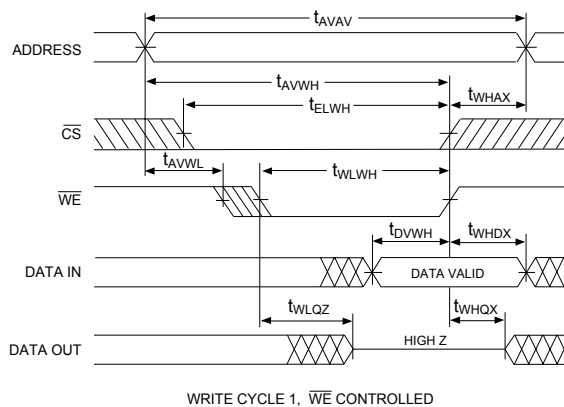 tAVAV
ADDRESS
tAVWH
tELWH
tWHAX
CS
tAVWL
tWLWH
WE
tDVWH
tWHDX
DATA IN
DATA VALID
tWLQZ
tWHQX
DATA OUT
HIGH Z
WRITE CYCLE 1, WE CONTROLLED